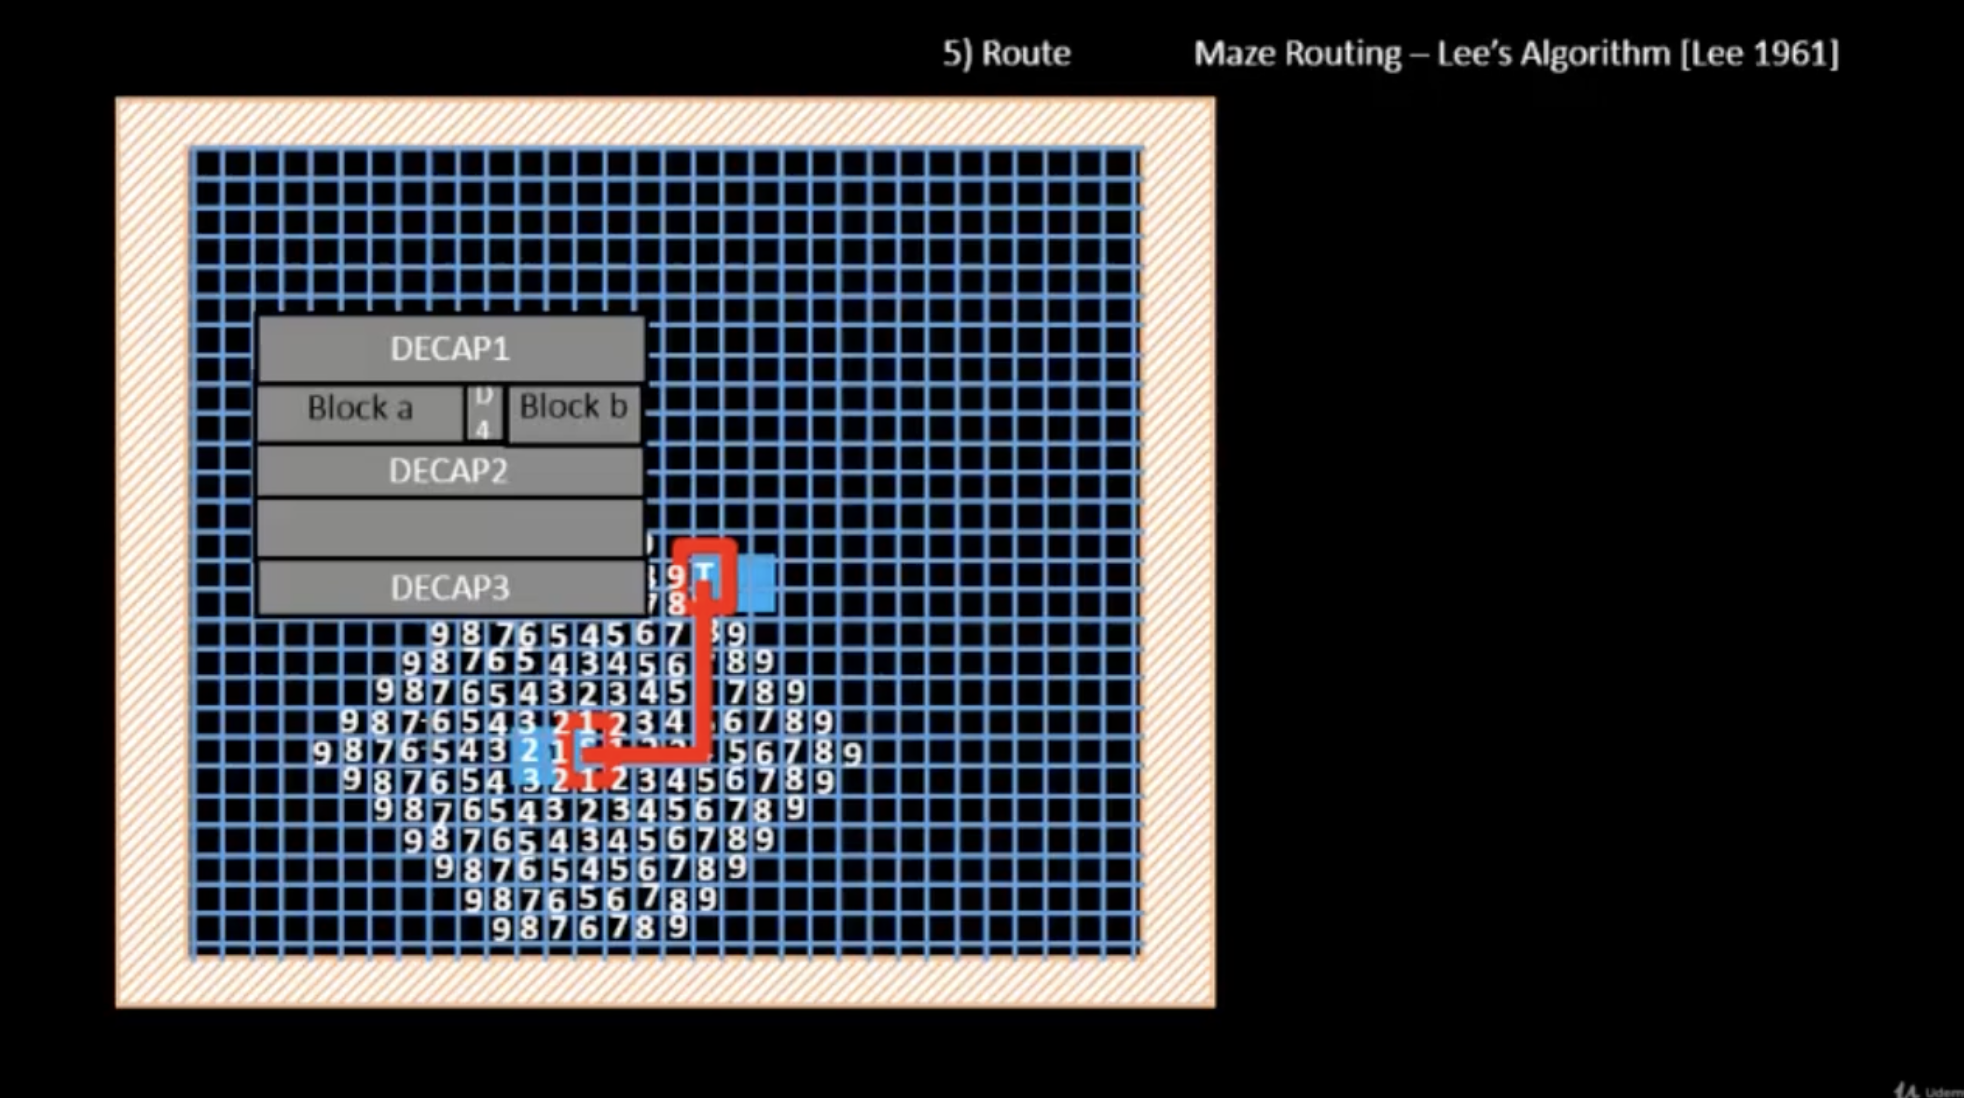 5) Route Maze Routing – Lee's Algorithm [Lee 1961]
DECAP1
Block a D Block b
4
DECAP2
9 T
DECAP3
8
9 8 7 6 5 4 5 6 7 9
9 8 7 6 5 4 3 4 5 6 8 9
9 8 7 6 5 4 3 2 3 4 5 7 8 9
9 8 7 6 5 4 3 2 1 2 3 4 6 7 8 9
9 8 7 6 5 4 3 2 1 5 6 7 8 9
9 8 7 6 5 4 3 2 1 2 3 4 5 6 7 8 9
9 8 7 6 5 4 3 2 3 4 5 6 7 8 9
9 8 7 6 5 4 3 4 5 6 7 8 9
9 8 7 6 5 4 5 6 7 8 9
9 8 7 6 5 6 7 8 9
9 8 7 6 7 8 9